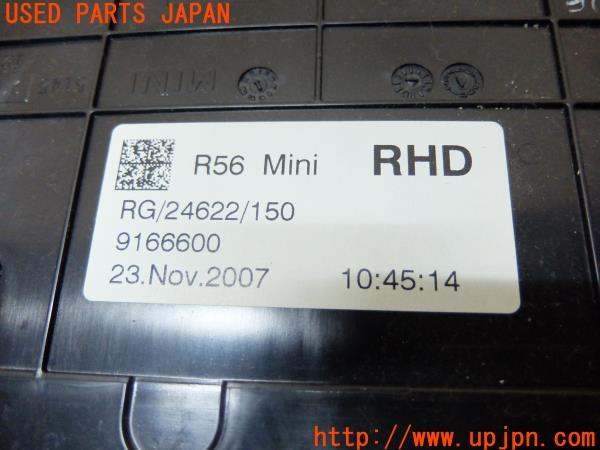 USED PARTS JAPAN
MINI
R56 Mini RHD
RG/24622/150
9166600
23.Nov.2007 10:45:14
http://www.upjpn.com